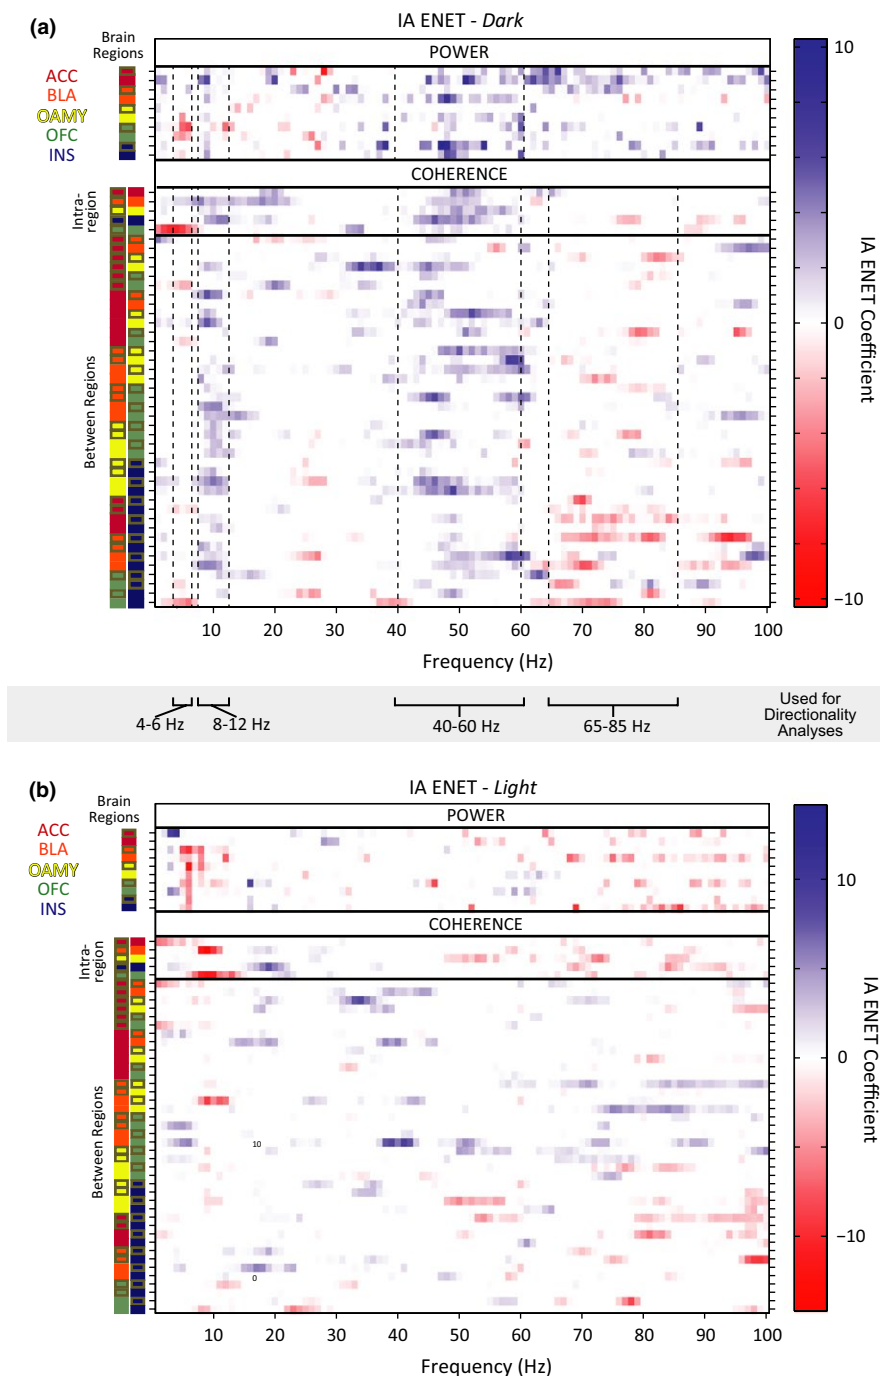 (a)
IA ENET - Dark
Brain
Regions
POWER
ACC
BLA
OAMY
OFC
INS
COHERENCE
Intra-
region
Between Regions
10 20 30 40 50 60 70 80 90 100
Frequency (Hz)
10
0
−10
IA ENET Coefficient
4-6 Hz
8-12 Hz
40-60 Hz
65-85 Hz
Used for
Directionality
Analyses
(b)
IA ENET - Light
Brain
Regions
POWER
ACC
BLA
OAMY
OFC
INS
COHERENCE
Intra-
region
Between Regions
10
0
10 20 30 40 50 60 70 80 90 100
Frequency (Hz)
10
0
−10
IA ENET Coefficient